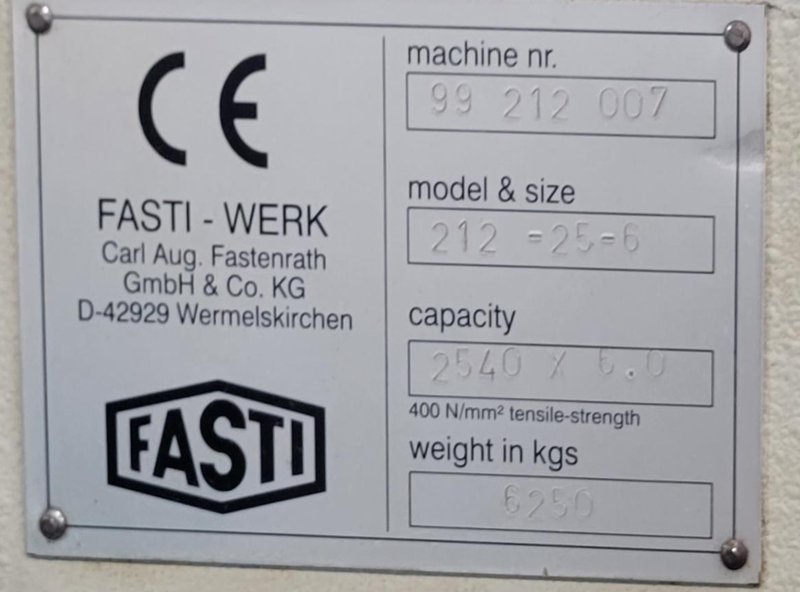 CE
FASTI - WERK
Carl Aug. Fastenrath
GmbH & Co. KG
D-42929 Wermelskirchen
FASTI
machine nr.
99 212 007
model & size
212 =25=6
capacity
2540 X 6.0
400 N/mm² tensile-strength
weight in kgs
6250